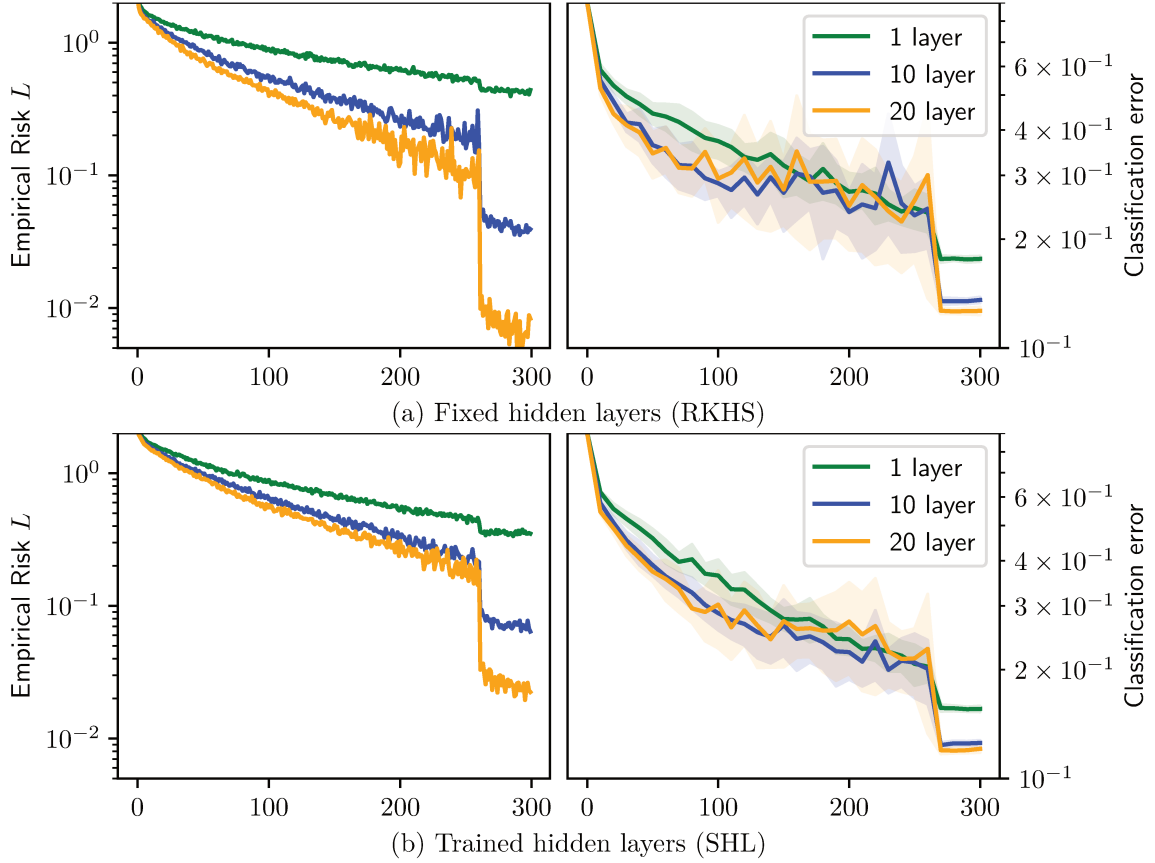 Empirical Risk L
10⁰
10⁻¹
10⁻²
0
100
200
300
1 layer
10 layer
20 layer
6 × 10⁻¹
4 × 10⁻¹
3 × 10⁻¹
2 × 10⁻¹
10⁻¹
Classification error
0
100
200
300
(a) Fixed hidden layers (RKHS)
Empirical Risk L
10⁰
10⁻¹
10⁻²
0
100
200
300
1 layer
10 layer
20 layer
6 × 10⁻¹
4 × 10⁻¹
3 × 10⁻¹
2 × 10⁻¹
10⁻¹
Classification error
0
100
200
300
(b) Trained hidden layers (SHL)